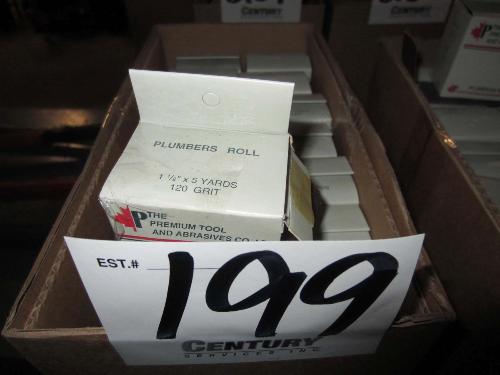 CENTURY
PLUMBERS ROLL
1 ½" x 5 YARDS
120 GRIT
P THE
PREMIUM TOOL
AND ABRASIVES CO.
EST.# 199
CENTURY
SERVICES INC